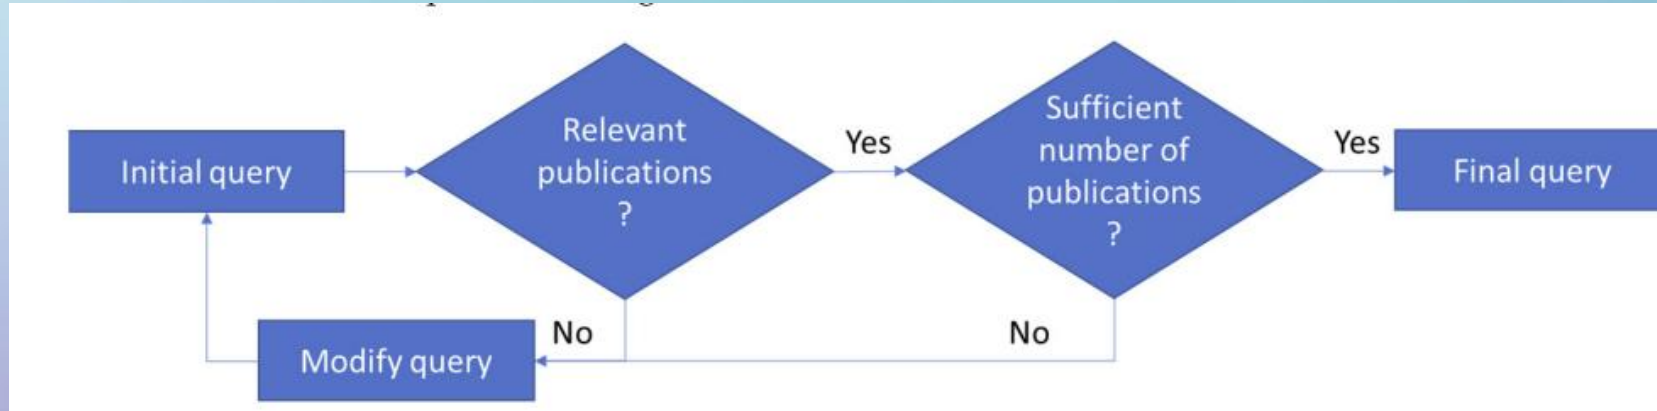 Initial query
Relevant
publications
?
Yes
Sufficient
number of
publications
?
Yes
Final query
Modify query
No
No